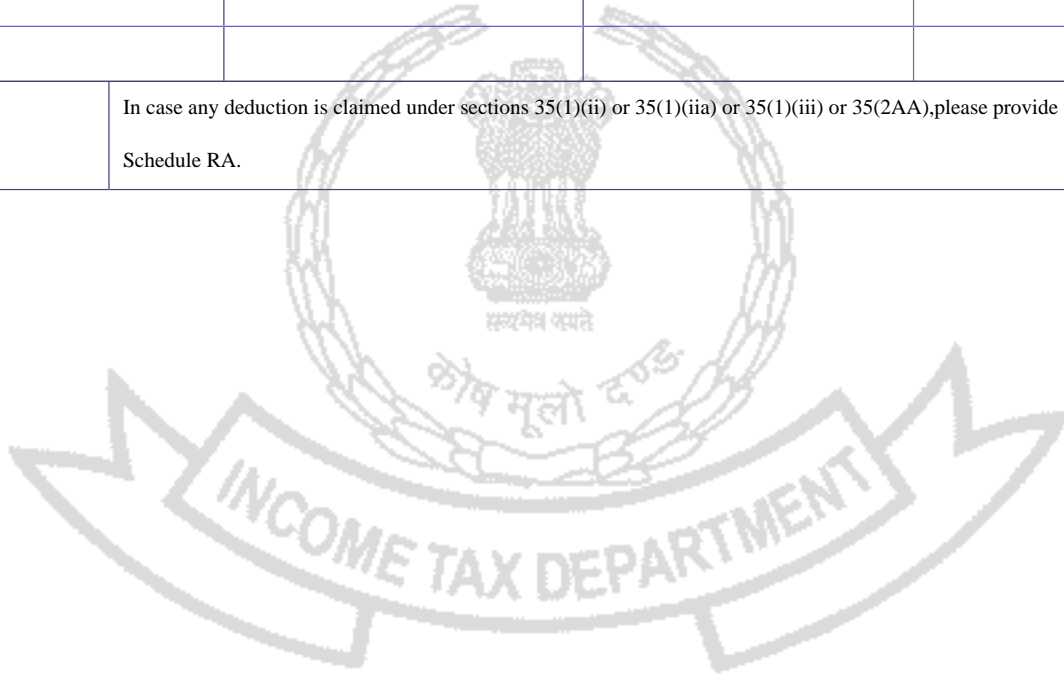 In case any deduction is claimed under sections 35(1)(ii) or 35(1)(iia) or 35(1)(iii) or 35(2AA),please provide
Schedule RA.
सत्यमेव जयते
कोष मूलो दण्ड
INCOME TAX DEPARTMENT